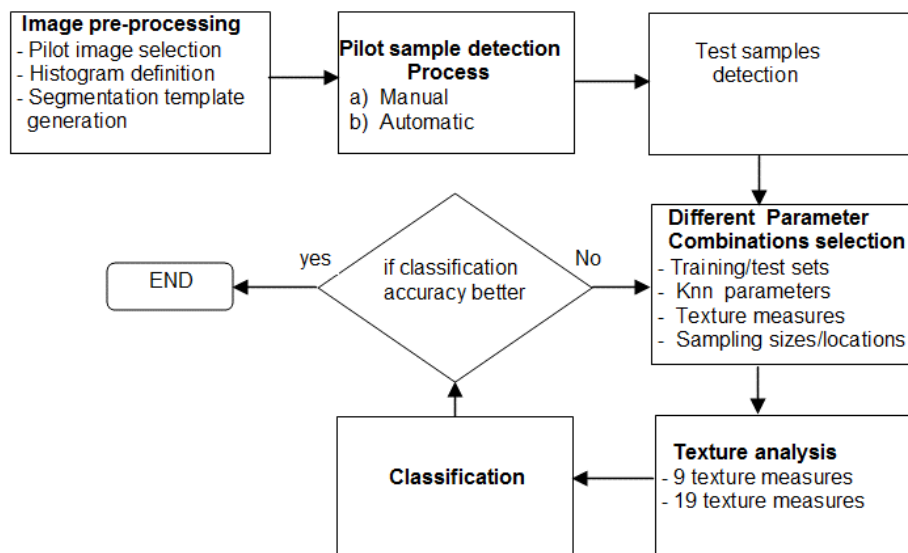 Image pre-processing
- Pilot image selection
- Histogram definition
- Segmentation template
generation
Pilot sample detection
Process
a) Manual
b) Automatic
Test samples
detection
Different Parameter
Combinations selection
- Training/test sets
- Knn parameters
- Texture measures
- Sampling sizes/locations
Texture analysis
- 9 texture measures
- 19 texture measures
Classification
if classification
accuracy better
No
yes
END